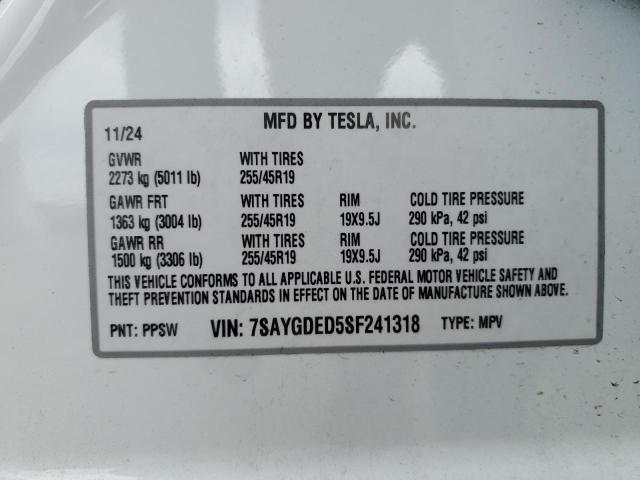 MFD BY TESLA, INC.
11/24
GVWR WITH TIRES
2273 kg (5011 lb) 255/45R19
GAWR FRT WITH TIRES RIM COLD TIRE PRESSURE
1363 kg (3004 lb) 255/45R19 19X9.5J 290 kPa, 42 psi
GAWR RR WITH TIRES RIM COLD TIRE PRESSURE
1500 kg (3306 lb) 255/45R19 19X9.5J 290 kPa, 42 psi
THIS VEHICLE CONFORMS TO ALL APPLICABLE U.S. FEDERAL MOTOR VEHICLE SAFETY AND
THEFT PREVENTION STANDARDS IN EFFECT ON THE DATE OF MANUFACTURE SHOWN ABOVE.
PNT: PPSW VIN: 7SAYGDED5SF241318 TYPE: MPV